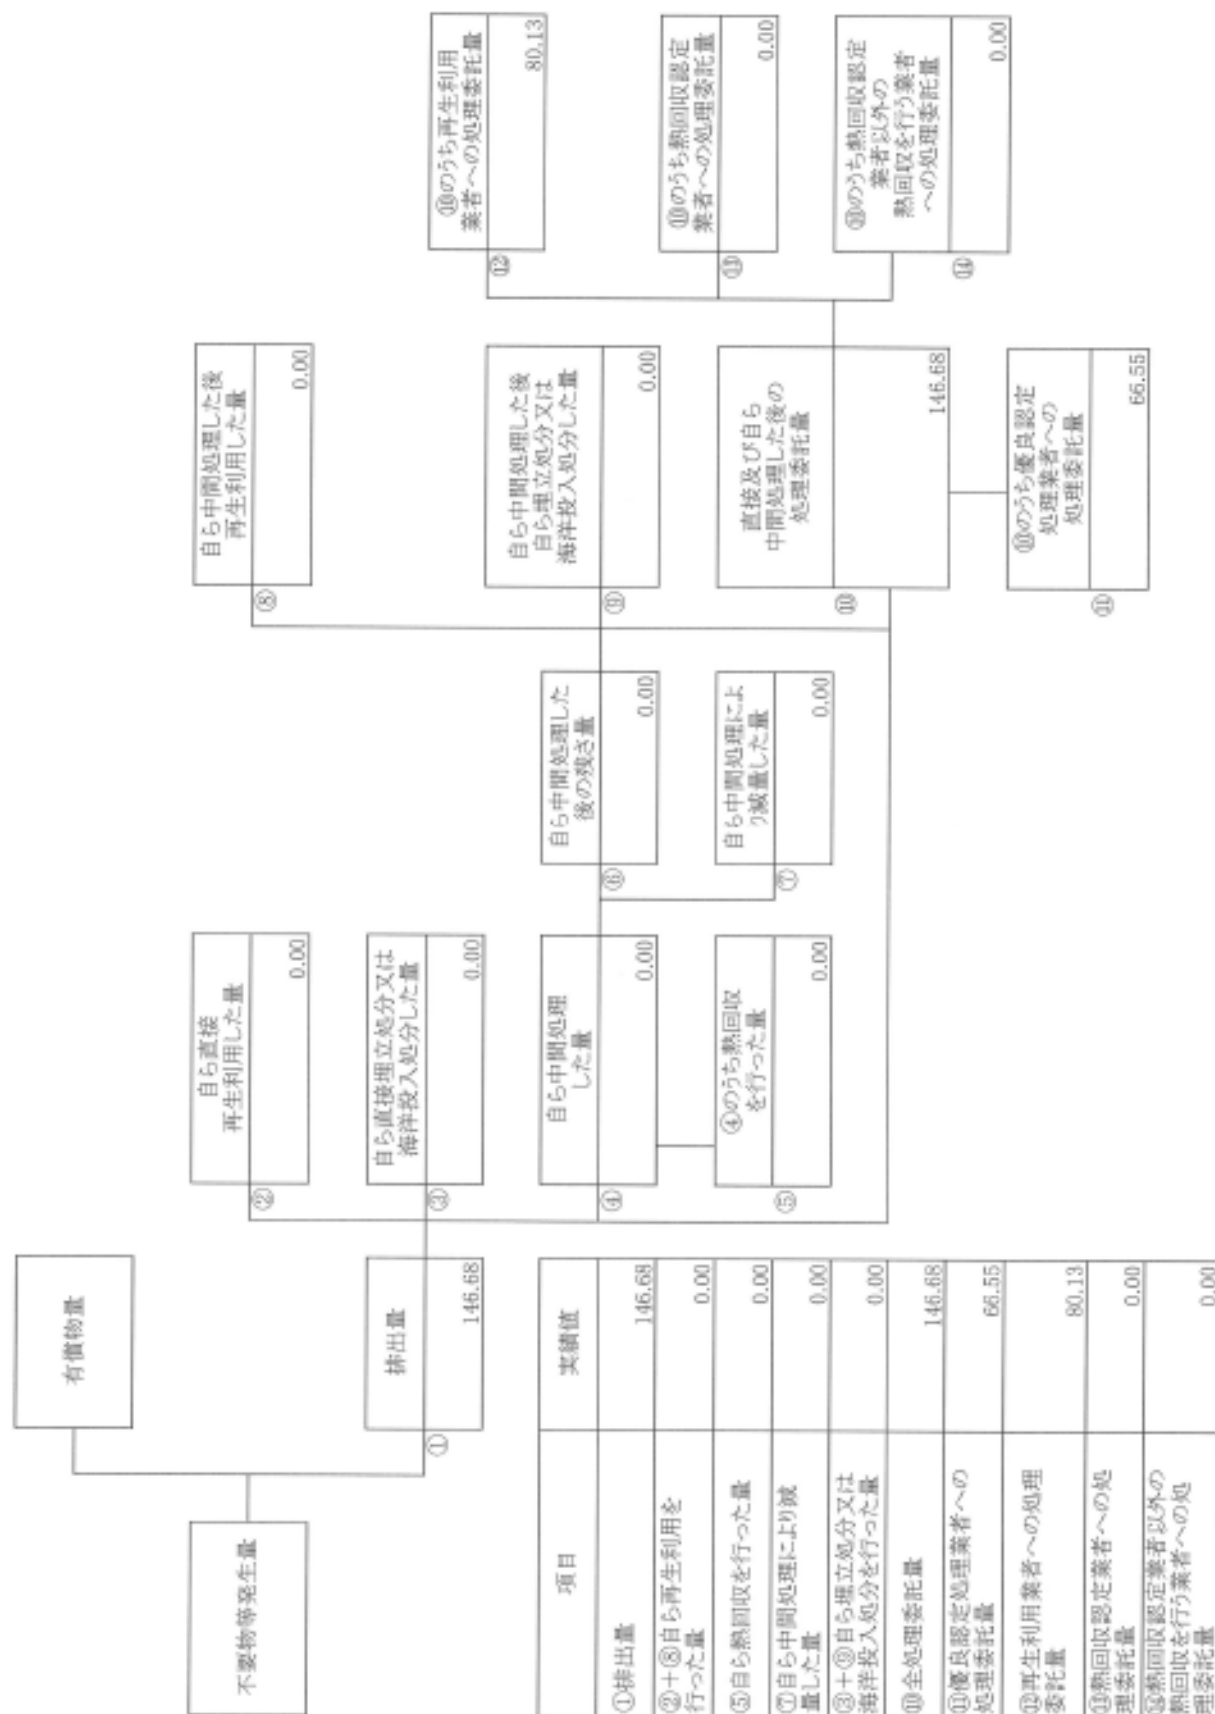 不要物等発生量
有償物量
①
排出量
146.68
②
自ら直接
再生利用した量
0.00
③
自ら直接埋立処分又は
海洋投入処分した量
0.00
④
自ら中間処理
した量
0.00
⑤
④のうち熱回収
を行った量
0.00
⑥
自ら中間処理した
後の残さ量
0.00
⑦
自ら中間処理によ
り減量した量
0.00
⑧
自ら中間処理した後
再生利用した量
0.00
⑨
自ら中間処理した後
自ら埋立処分又は
海洋投入処分した量
0.00
⑩
直接及び自ら
中間処理した後の
処理委託量
146.68
⑪
⑩のうち優良認定
処理業者への
処理委託量
66.55
⑫
⑩のうち再生利用
業者への処理委託量
80.13
⑬
⑩のうち熱回収認定
業者への処理委託量
0.00
⑭
⑩のうち熱回収認定
業者以外の
熱回収を行う業者
への処理委託量
0.00
項目
実績値
①排出量
146.68
②+⑧自ら再生利用を
行った量
0.00
⑤自ら熱回収を行った量
0.00
⑦自ら中間処理により減
量した量
0.00
③+⑨自ら埋立処分又は
海洋投入処分を行った量
0.00
⑩全処理委託量
146.68
⑪優良認定処理業者への
処理委託量
66.55
⑫再生利用業者への処理
委託量
80.13
⑬熱回収認定業者への処
理委託量
0.00
⑭熱回収認定業者以外の
熱回収を行う業者への処
理委託量
0.00